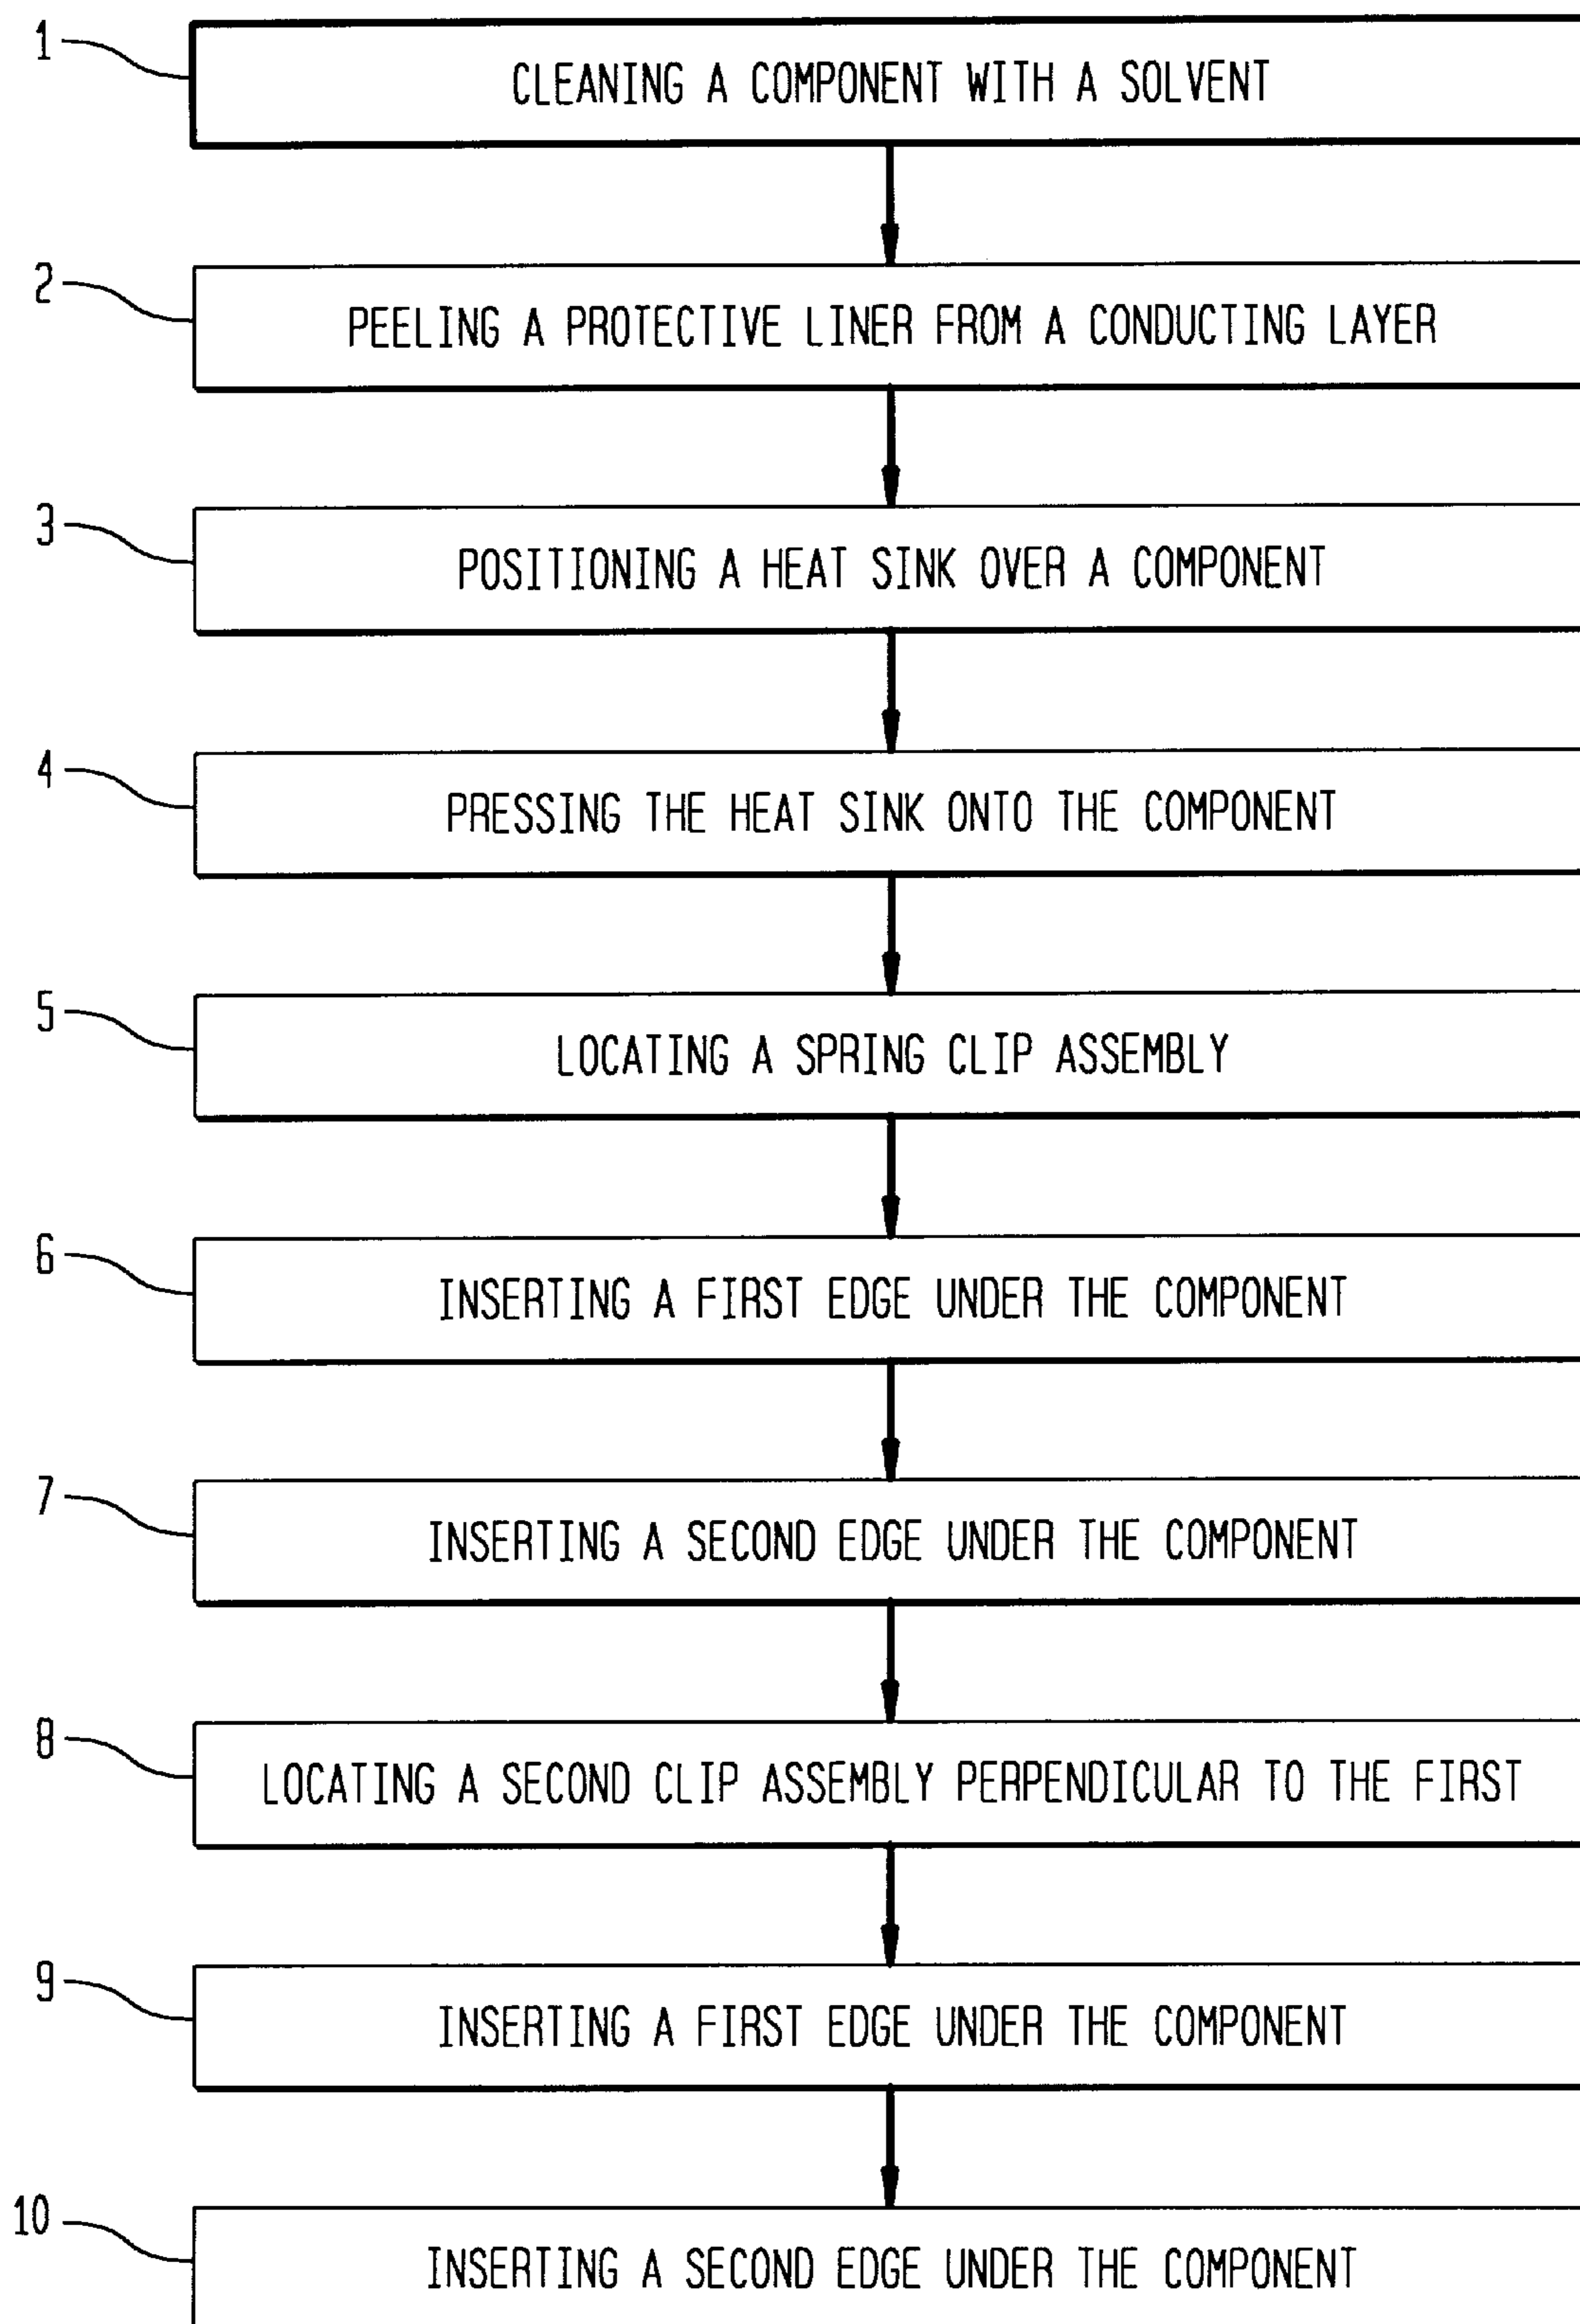 1
CLEANING A COMPONENT WITH A SOLVENT
2
PEELING A PROTECTIVE LINER FROM A CONDUCTING LAYER
3
POSITIONING A HEAT SINK OVER A COMPONENT
4
PRESSING THE HEAT SINK ONTO THE COMPONENT
5
LOCATING A SPRING CLIP ASSEMBLY
6
INSERTING A FIRST EDGE UNDER THE COMPONENT
7
INSERTING A SECOND EDGE UNDER THE COMPONENT
8
LOCATING A SECOND CLIP ASSEMBLY PERPENDICULAR TO THE FIRST
9
INSERTING A FIRST EDGE UNDER THE COMPONENT
10
INSERTING A SECOND EDGE UNDER THE COMPONENT